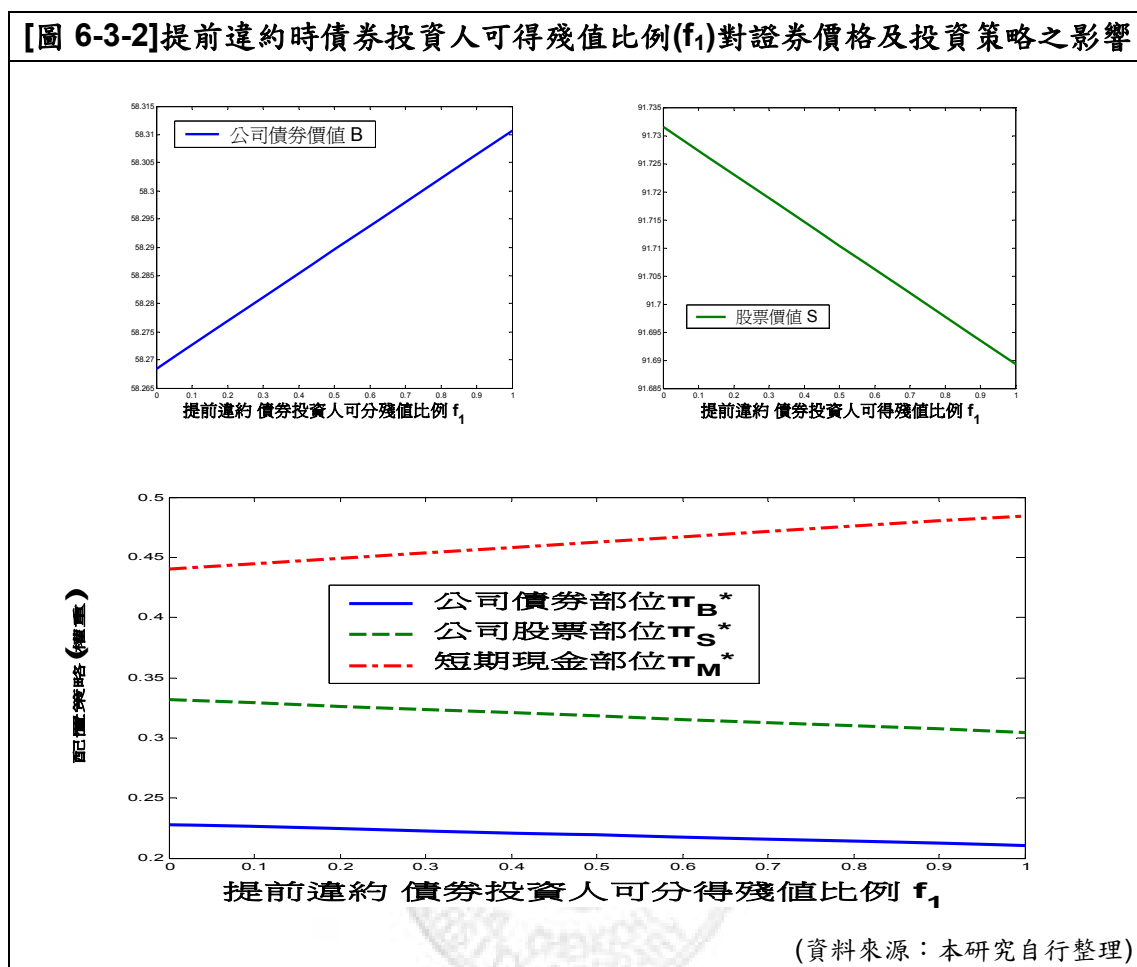 [圖 6-3-2]提前違約時債券投資人可得殘值比例(f₁)對證券價格及投資策略之影響
58.315
58.31
58.305
58.3
58.295
58.29
58.285
58.28
58.275
58.27
58.265
公司債券價值 B
0 0.1 0.2 0.3 0.4 0.5 0.6 0.7 0.8 0.9 1
提前違約 債券投資人可分殘值比例 f₁
91.735
91.73
91.725
91.72
91.715
91.71
91.705
91.7
91.695
91.69
91.685
股票價值 S
0 0.1 0.2 0.3 0.4 0.5 0.6 0.7 0.8 0.9 1
提前違約 債券投資人可得殘值比例 f₁
配置策略(權重)
0.5
0.45
0.4
0.35
0.3
0.25
0.2
公司債券部位π_B*
公司股票部位π_S*
短期現金部位π_M*
0 0.1 0.2 0.3 0.4 0.5 0.6 0.7 0.8 0.9 1
提前違約 債券投資人可分得殘值比例 f₁
(資料來源：本研究自行整理)